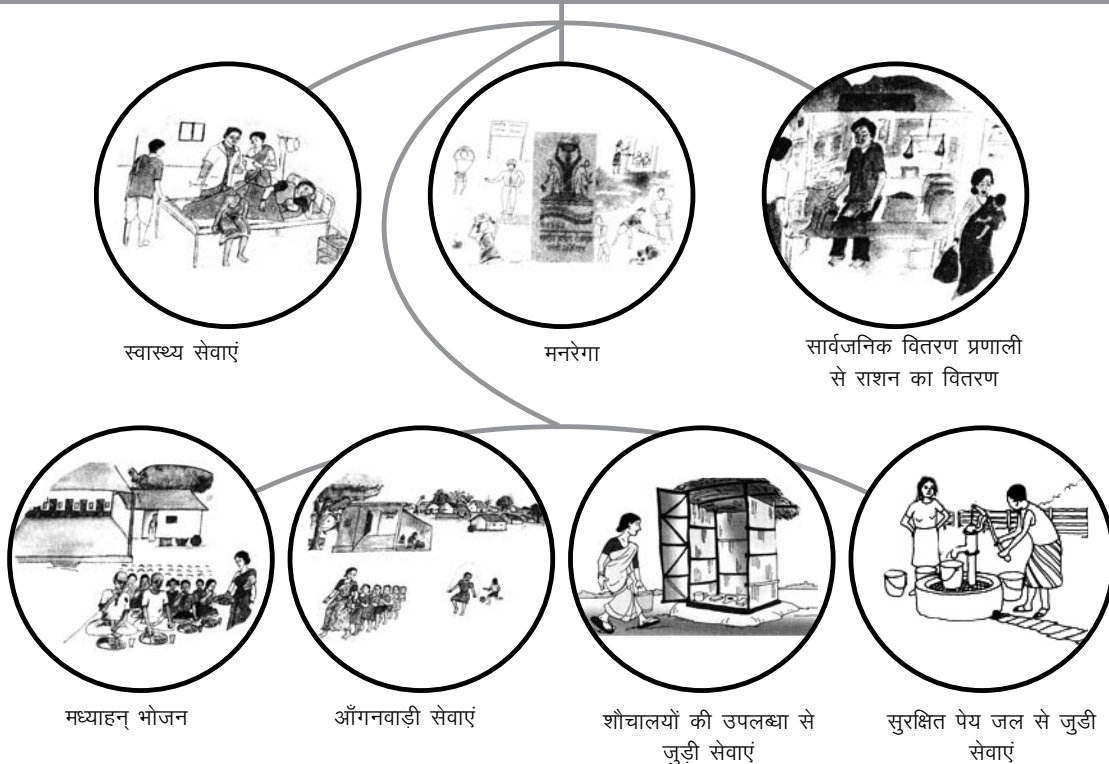 स्वास्थ्य सेवाएं
मनरेगा
सार्वजनिक वितरण प्रणाली
से राशन का वितरण
मध्याहन् भोजन
आँगनवाड़ी सेवाएं
शौचालयों की उपलब्धा से
जुड़ी सेवाएं
सुरक्षित पेय जल से जुडी
सेवाएं